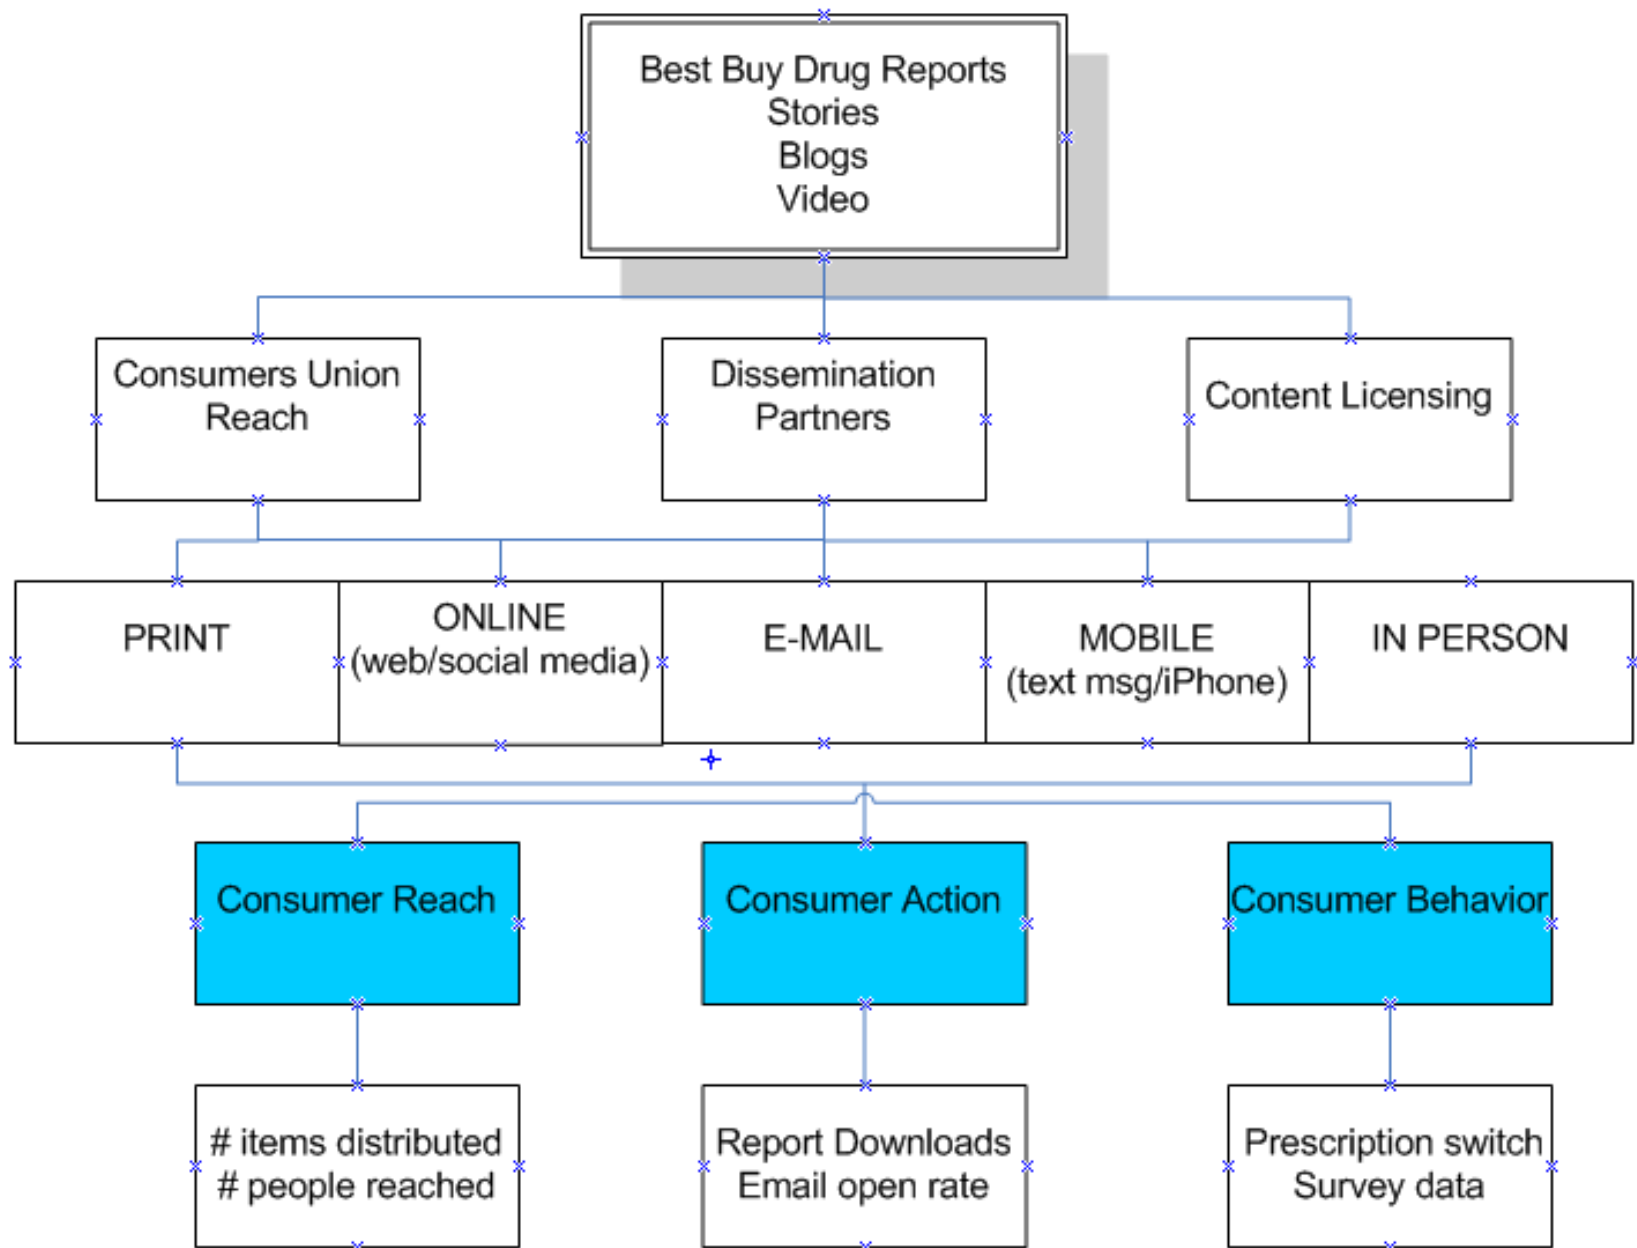 Best Buy Drug Reports
Stories
Blogs
Video
Consumers Union
Reach
Dissemination
Partners
Content Licensing
PRINT
ONLINE
(web/social media)
E-MAIL
MOBILE
(text msg/iPhone)
IN PERSON
Consumer Reach
Consumer Action
Consumer Behavior
# items distributed
# people reached
Report Downloads
Email open rate
Prescription switch
Survey data